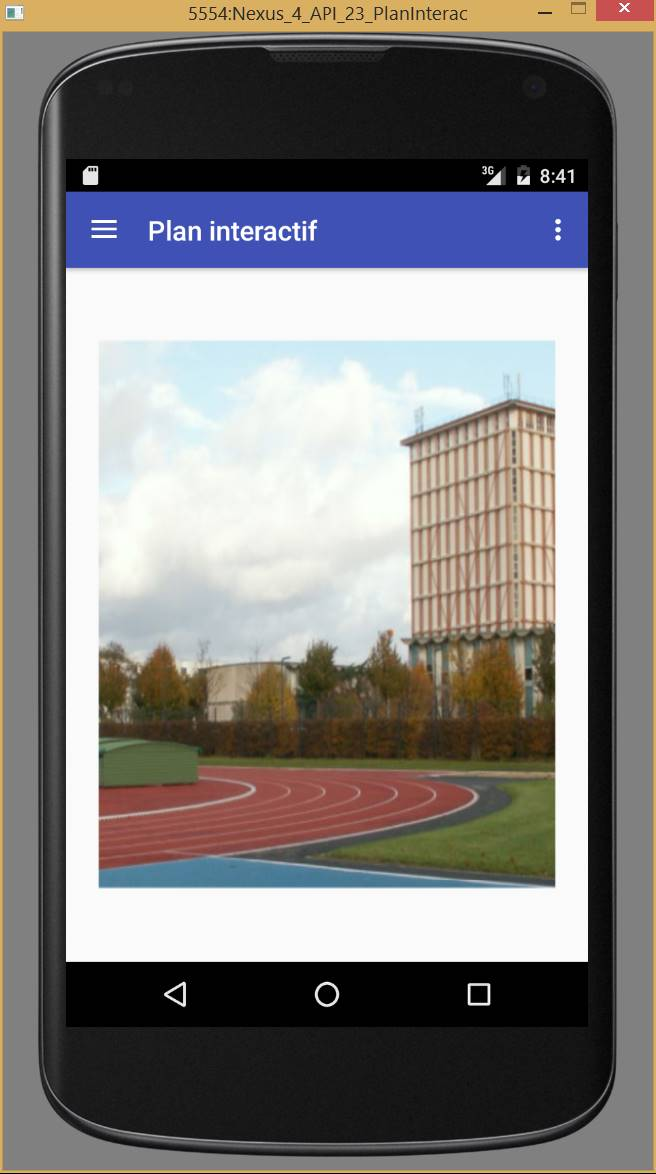 5554:Nexus_4_API_23_PlanInterac
3G 8:41
Plan interactif